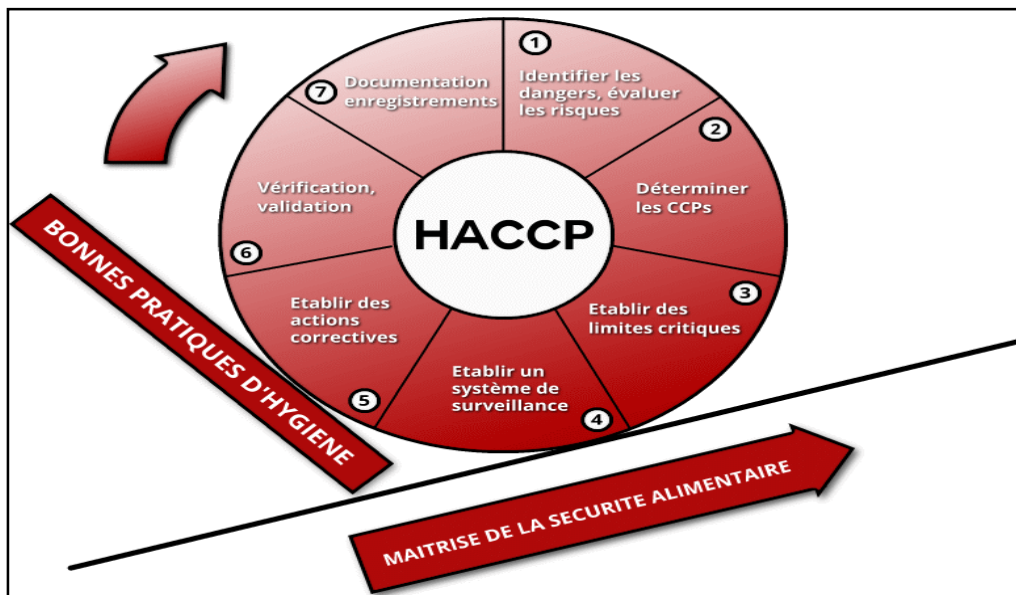 HACCP
1
Identifier les
dangers, évaluer
les risques
2
Déterminer
les CCPs
3
Etablir des
limites critiques
4
Etablir un
système de
surveillance
5
Etablir des
actions
correctives
6
Vérification,
validation
7
Documentation
enregistrements
BONNES PRATIQUES D'HYGIENE
MAITRISE DE LA SECURITE ALIMENTAIRE